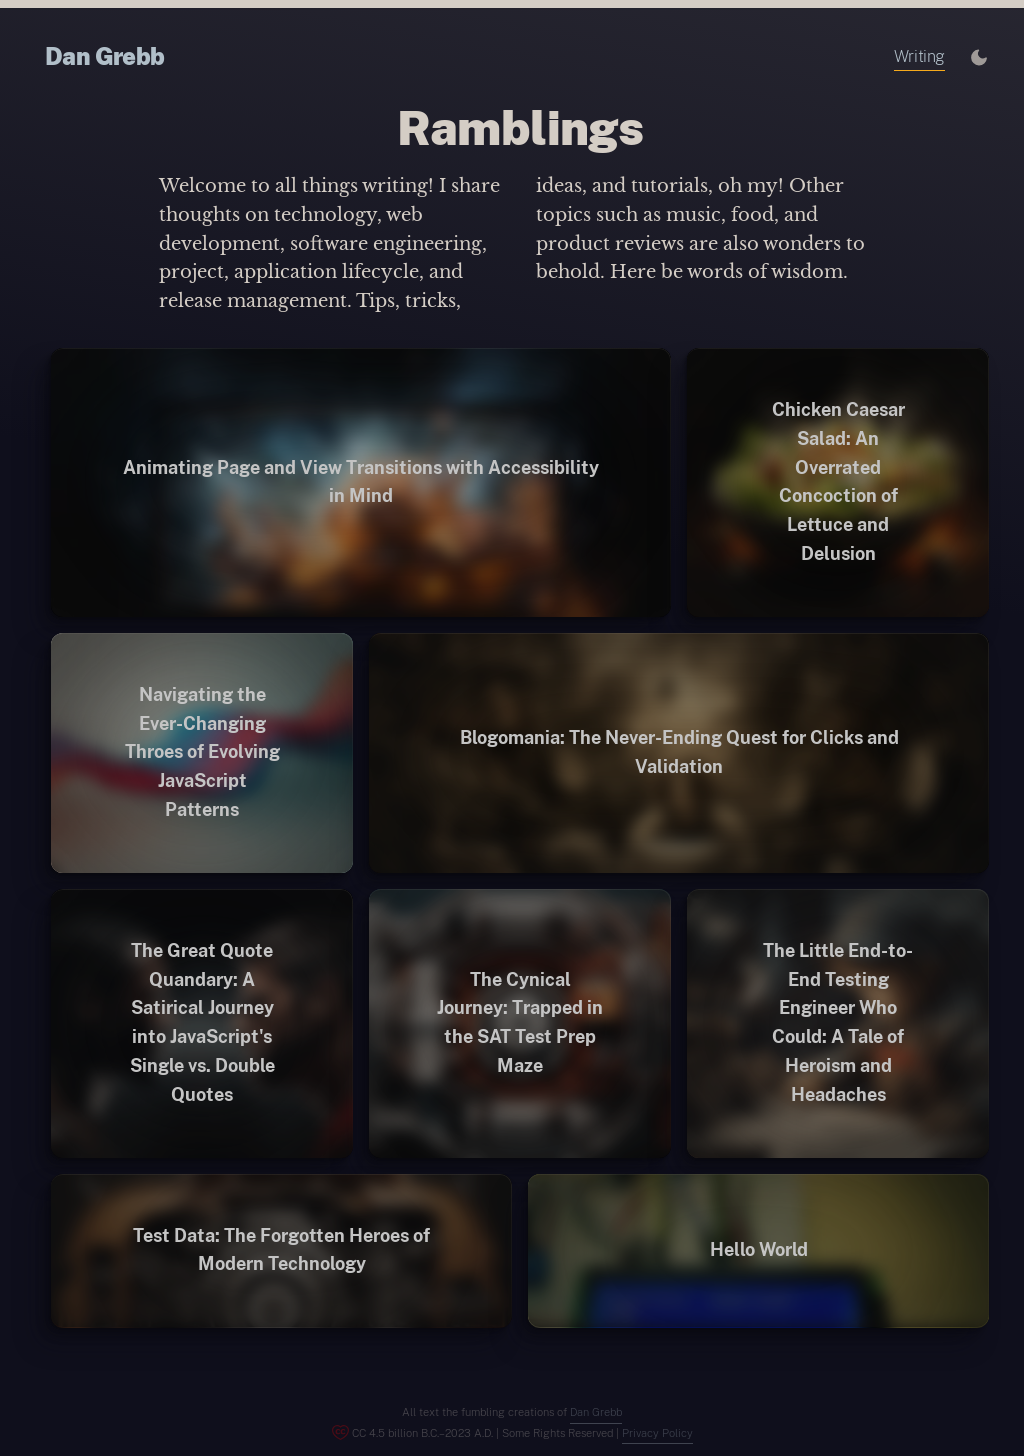 Dan Grebb
Writing
Ramblings
Welcome to all things writing! I share
thoughts on technology, web
development, software engineering,
project, application lifecycle, and
release management. Tips, tricks,
ideas, and tutorials, oh my! Other
topics such as music, food, and
product reviews are also wonders to
behold. Here be words of wisdom.
Animating Page and View Transitions with Accessibility
in Mind
Chicken Caesar
Salad: An
Overrated
Concoction of
Lettuce and
Delusion
Navigating the
Ever-Changing
Throes of Evolving
JavaScript
Patterns
Blogomania: The Never-Ending Quest for Clicks and
Validation
The Great Quote
Quandary: A
Satirical Journey
into JavaScript's
Single vs. Double
Quotes
The Cynical
Journey: Trapped in
the SAT Test Prep
Maze
The Little End-to-
End Testing
Engineer Who
Could: A Tale of
Heroism and
Headaches
Test Data: The Forgotten Heroes of
Modern Technology
Hello World
All text the fumbling creations of Dan Grebb
CC 4.5 billion B.C.–2023 A.D. | Some Rights Reserved | Privacy Policy